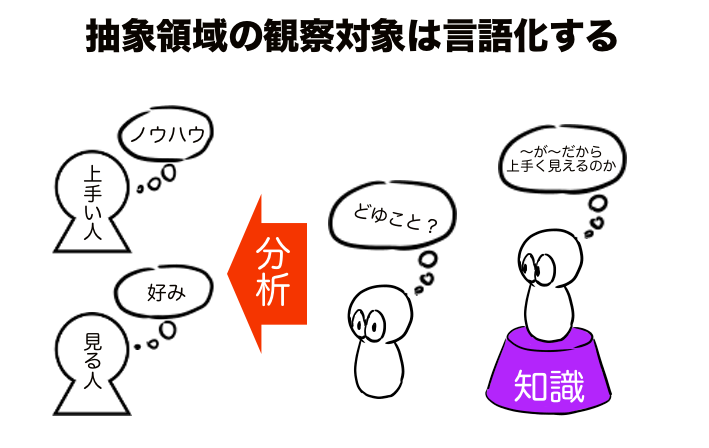 抽象領域の観察対象は言語化する
ノウハウ
上手い人
好み
見る人
分析
どゆこと？
〜が〜だから
上手く見えるのか
知識